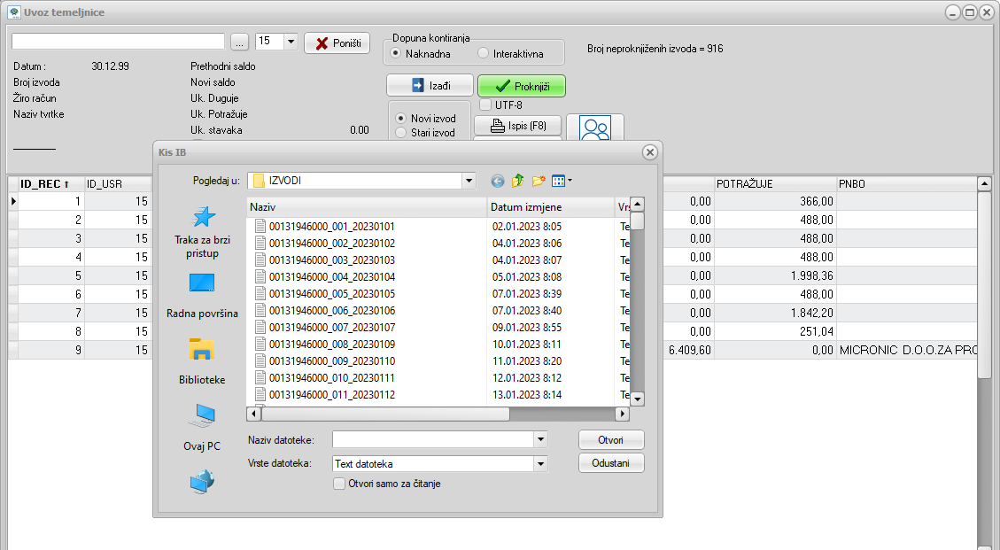 Uvoz temeljnice
...
15
Poništi
Dopuna kontiranja
Naknadna
Interaktivna
Broj neproknjiženih izvoda = 916
Datum :
30.12.99
Prethodni saldo
Broj izvoda
Novi saldo
Žiro račun
Uk. Duguje
Naziv tvrtke
Uk. Potražuje
Uk. stavaka
0.00
Izađi
Proknjiži
UTF-8
Novi izvod
Stari izvod
Ispis (F8)
ID_REC ↑
ID_USR
POTRAŽUJE
PNBO
1 15 0,00 366,00
2 15 0,00 488,00
3 15 0,00 488,00
4 15 0,00 488,00
5 15 0,00 1.998,36
6 15 0,00 488,00
7 15 0,00 1.842,20
8 15 0,00 251,04
9 15 6.409,60 0,00 MICRONIC D.O.O.ZA PRO
Kis IB
Pogledaj u:
IZVODI
Traka za brzi
pristup
Radna površina
Biblioteke
Ovaj PC
Naziv
Datum izmjene
Vrs
00131946000_001_20230101 02.01.2023 8:05 Te
00131946000_002_20230102 04.01.2023 8:06 Te
00131946000_003_20230103 04.01.2023 8:07 Te
00131946000_004_20230104 05.01.2023 8:08 Te
00131946000_005_20230105 07.01.2023 8:39 Te
00131946000_006_20230106 07.01.2023 8:40 Te
00131946000_007_20230107 09.01.2023 8:55 Te
00131946000_008_20230109 10.01.2023 8:11 Te
00131946000_009_20230110 11.01.2023 8:20 Te
00131946000_010_20230111 12.01.2023 8:12 Te
00131946000_011_20230112 13.01.2023 8:14 Te
Naziv datoteke:
Otvori
Vrste datoteka:
Text datoteka
Odustani
Otvori samo za čitanje